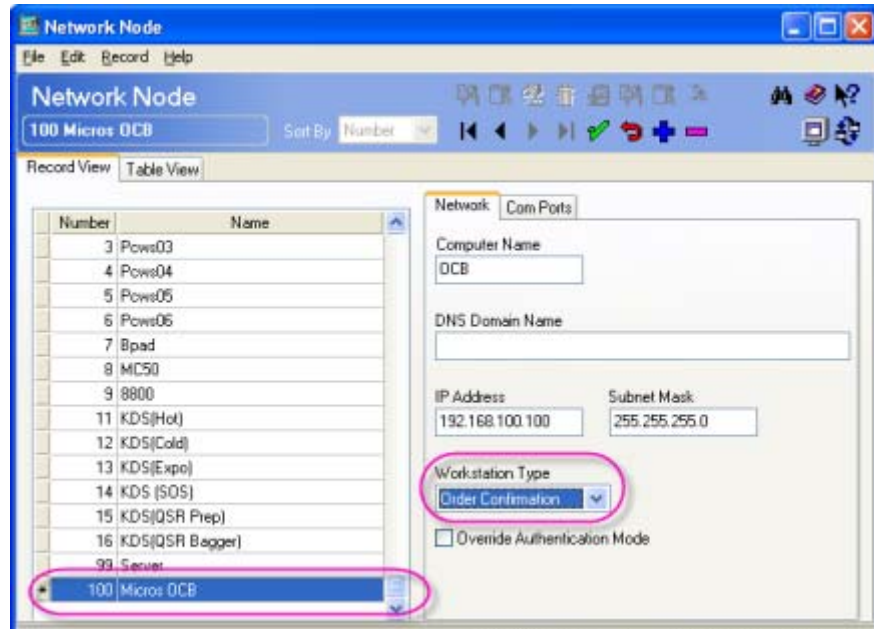 Network Node
File Edit Record Help
Network Node
100 Micros OCB
Sort By Number
Record View Table View
Number Name
3 Pcws03
4 Pcws04
5 Pcws05
6 Pcws06
7 Bpad
8 MC50
9 8800
11 KDS(Hot)
12 KDS(Cold)
13 KDS(Expo)
14 KDS (SOS)
15 KDS(QSR Prep)
16 KDS(QSR Bagger)
99 Server
100 Micros OCB
Network Com Ports
Computer Name
OCB
DNS Domain Name
IP Address Subnet Mask
192.168.100.100 255.255.255.0
Workstation Type
Order Confirmation
Override Authentication Mode